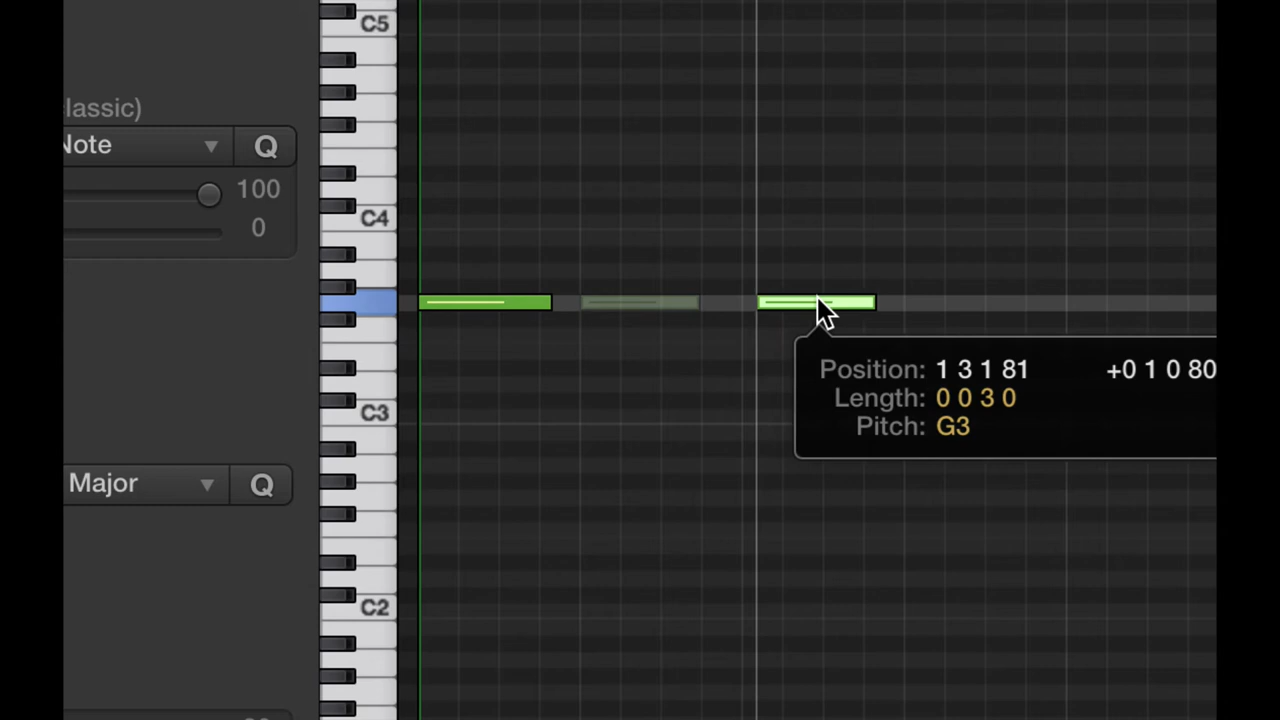 C5
lassic)
Note
Q
100
0
C4
Position: 1 3 1 81 +0 1 0 80
Length: 0 0 3 0
Pitch: G3
C3
Major
Q
C2